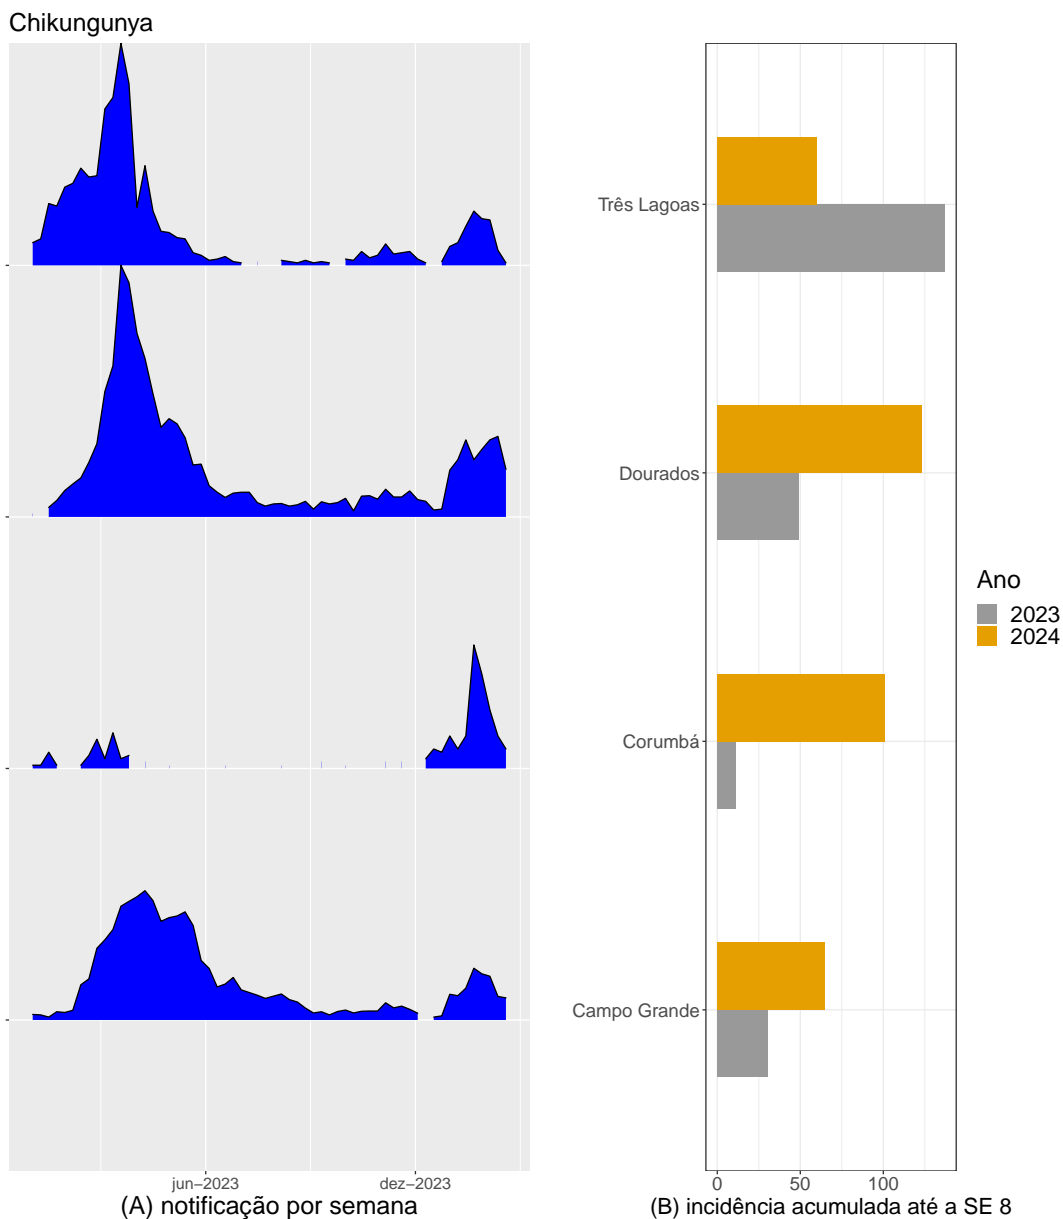 Chikungunya
jun−2023
dez−2023
(A) notificação por semana
Três Lagoas
Dourados
Corumbá
Campo Grande
0
50
100
(B) incidência acumulada até a SE 8
Ano
2023
2024